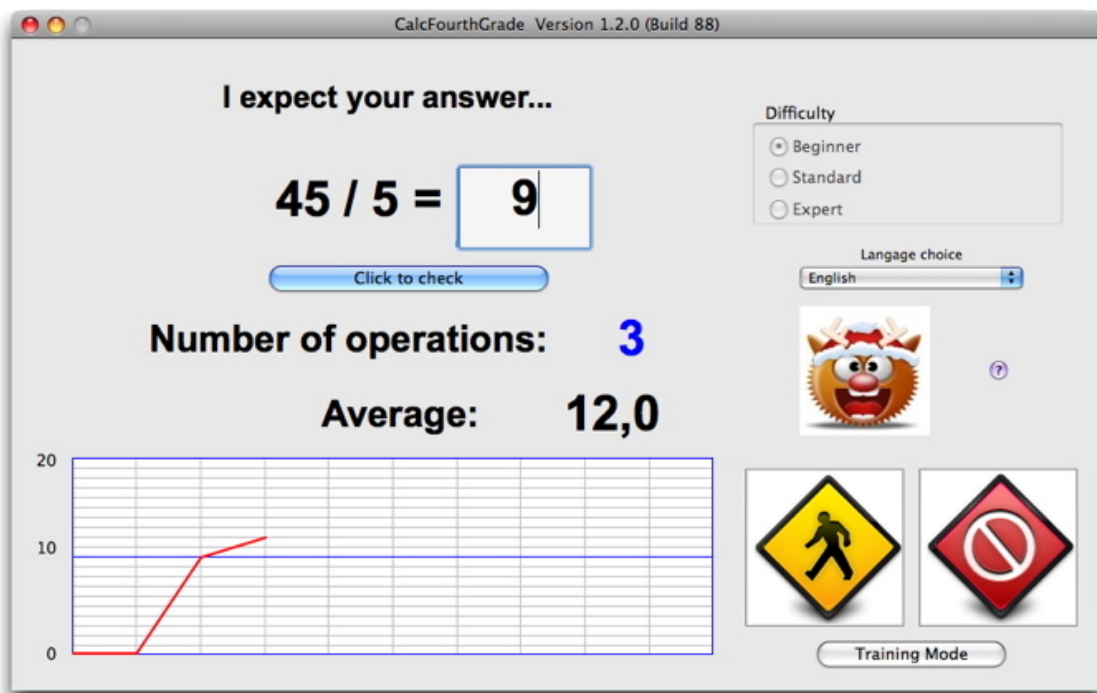 CalcFourthGrade Version 1.2.0 (Build 88)
I expect your answer...
45 / 5 = 9
Click to check
Number of operations: 3
Average: 12,0
20
10
0
Difficulty
Beginner
Standard
Expert
Langage choice
English
?
Training Mode